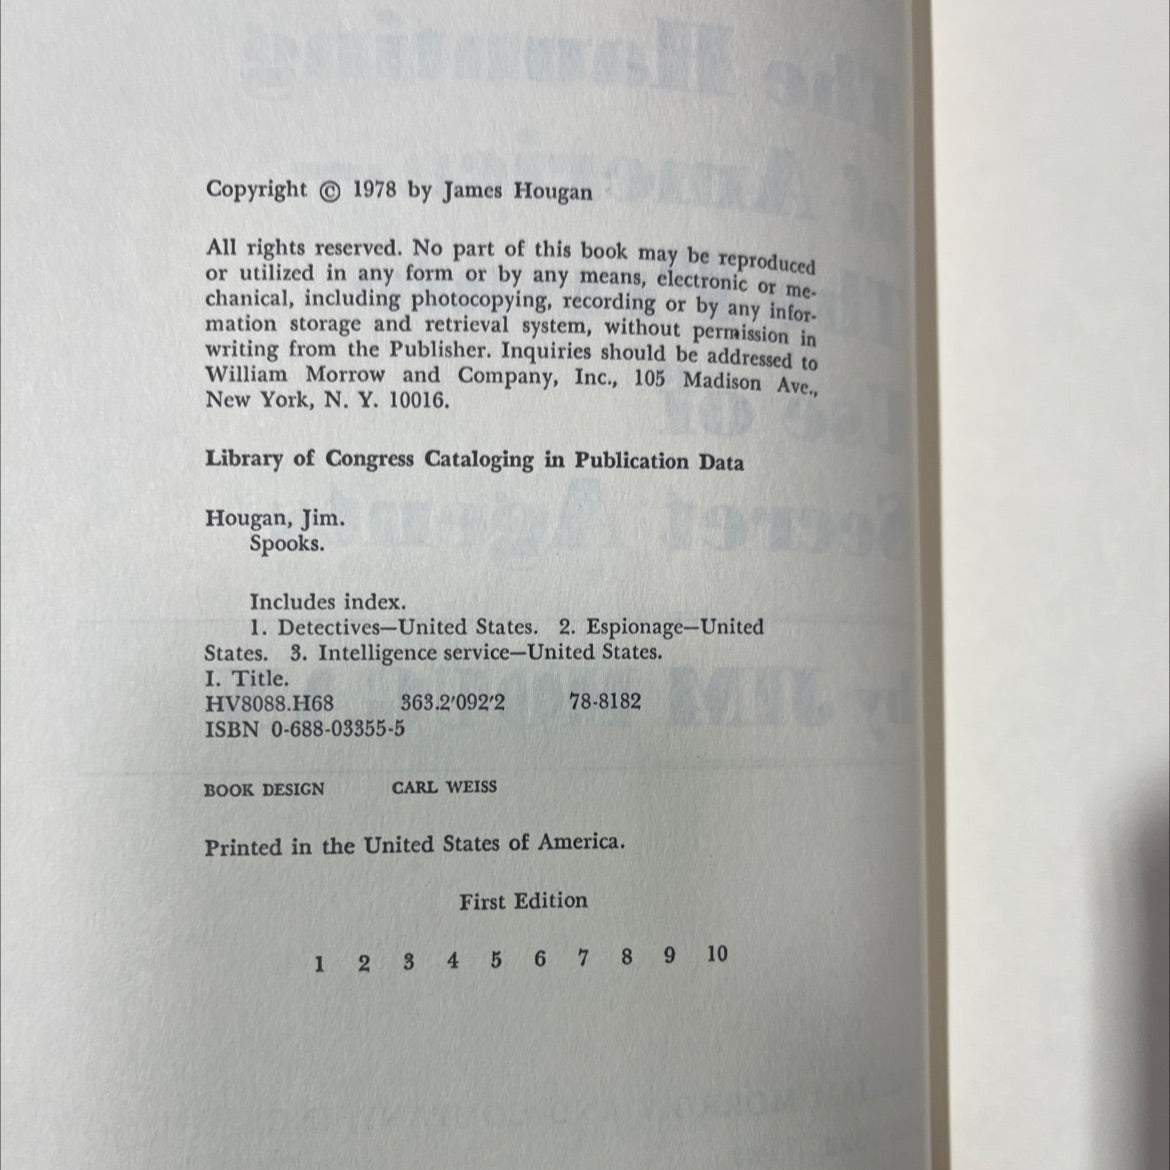 Copyright © 1978 by James Hougan
All rights reserved. No part of this book may be reproduced
or utilized in any form or by any means, electronic or me-
chanical, including photocopying, recording or by any infor-
mation storage and retrieval system, without permission in
writing from the Publisher. Inquiries should be addressed to
William Morrow and Company, Inc., 105 Madison Ave.,
New York, N. Y. 10016.
Library of Congress Cataloging in Publication Data
Hougan, Jim.
Spooks.
Includes index.
1. Detectives—United States. 2. Espionage—United
States. 3. Intelligence service—United States.
I. Title.
HV8088.H68 363.2'092'2 78-8182
ISBN 0-688-03355-5
BOOK DESIGN CARL WEISS
Printed in the United States of America.
First Edition
1 2 3 4 5 6 7 8 9 10